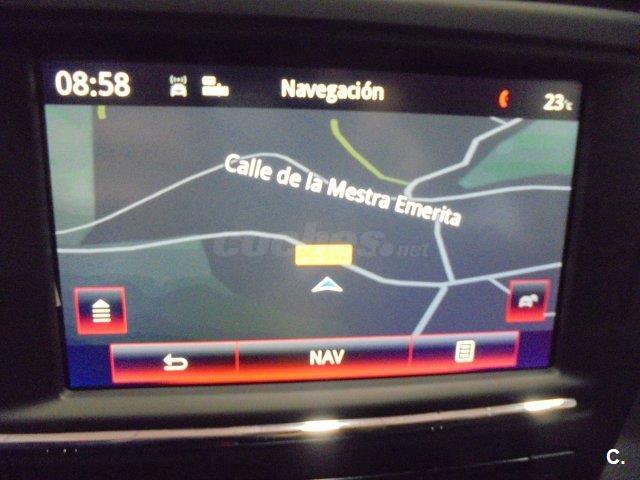 08:58
Navegación
23°C
Calle de la Mestra Emerita
coches.net
NAV
C.